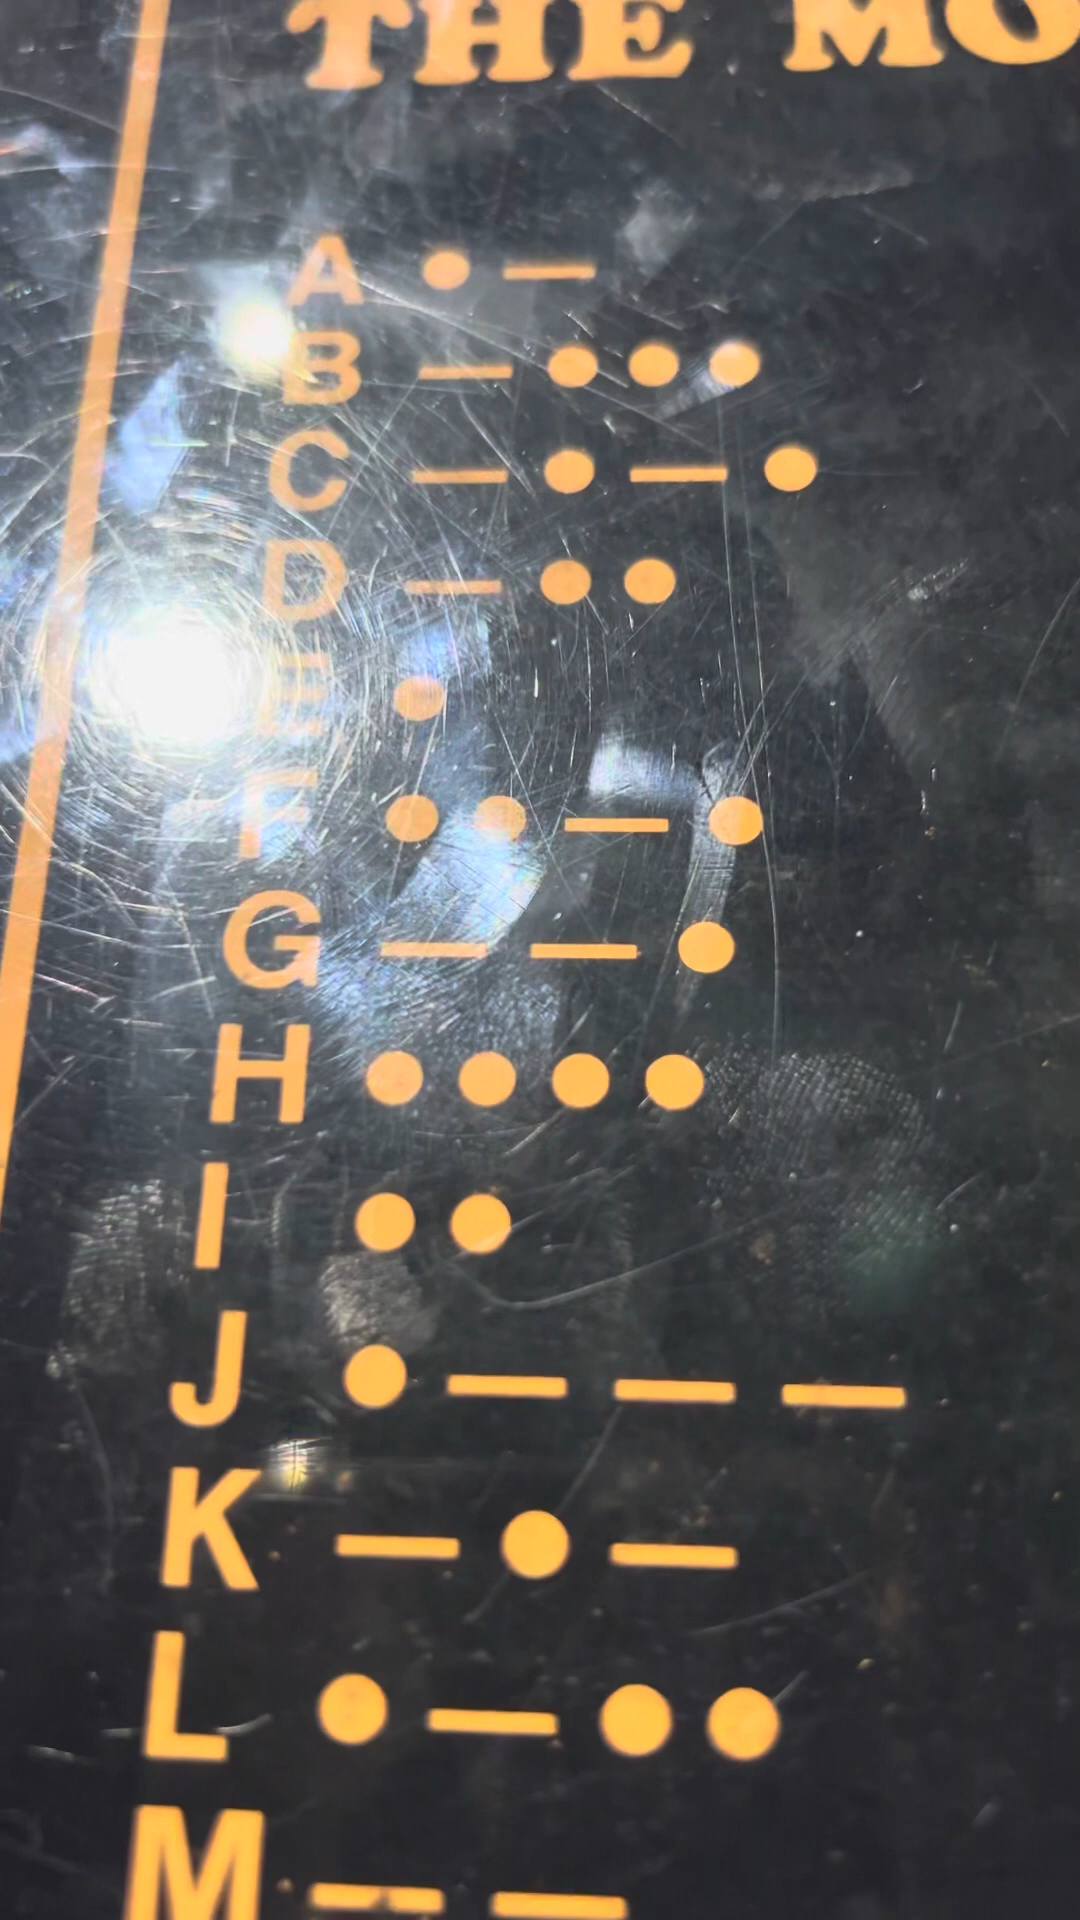 THE MO
A • —
B — • • •
C — • — •
D — • •
E •
F • • — •
G — — •
H • • • •
I • •
J • — — —
K — • —
L • — • •
M — —